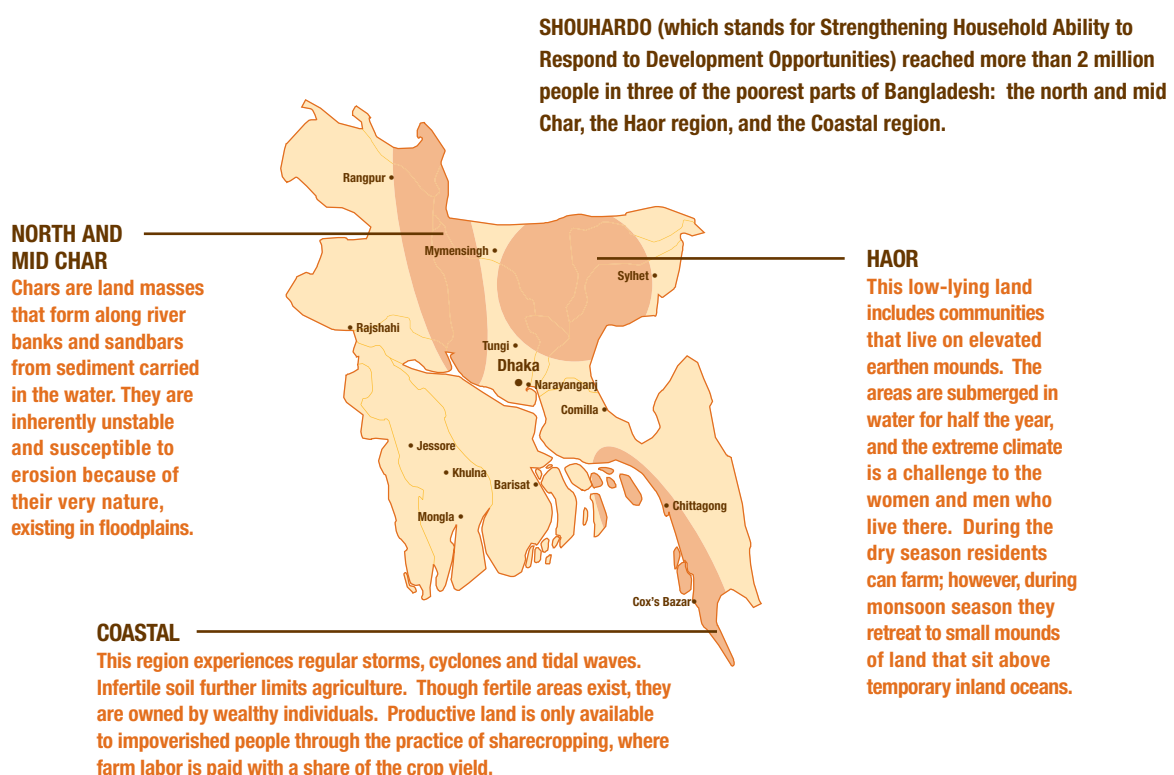 SHOUHARDO (which stands for Strengthening Household Ability to
Respond to Development Opportunities) reached more than 2 million
people in three of the poorest parts of Bangladesh:  the north and mid
Char, the Haor region, and the Coastal region.
Rangpur
NORTH AND
MID CHAR
Chars are land masses
that form along river
banks and sandbars
from sediment carried
in the water. They are
inherently unstable
and susceptible to
erosion because of
their very nature,
existing in floodplains.
Mymensingh
Sylhet
Rajshahi
Tungi
Dhaka
Narayanganj
Comilla
Jessore
Khulna
Barisat
Mongla
Chittagong
Cox's Bazar
HAOR
This low-lying land
includes communities
that live on elevated
earthen mounds.  The
areas are submerged in
water for half the year,
and the extreme climate
is a challenge to the
women and men who
live there.  During the
dry season residents
can farm; however, during
monsoon season they
retreat to small mounds
of land that sit above
temporary inland oceans.
COASTAL
This region experiences regular storms, cyclones and tidal waves.
Infertile soil further limits agriculture.  Though fertile areas exist, they
are owned by wealthy individuals.  Productive land is only available
to impoverished people through the practice of sharecropping, where
farm labor is paid with a share of the crop yield.